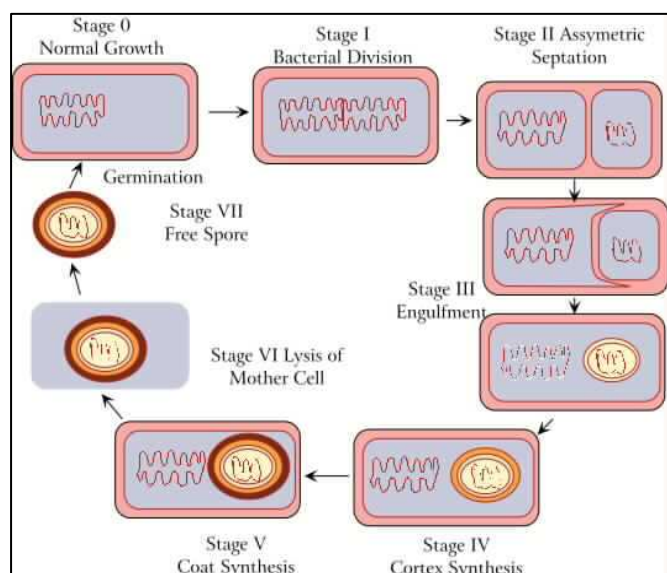 Stage 0
Normal Growth
Stage I
Bacterial Division
Stage II Assymetric
Septation
Germination
Stage VII
Free Spore
Stage III
Engulfment
Stage VI Lysis of
Mother Cell
Stage V
Coat Synthesis
Stage IV
Cortex Synthesis